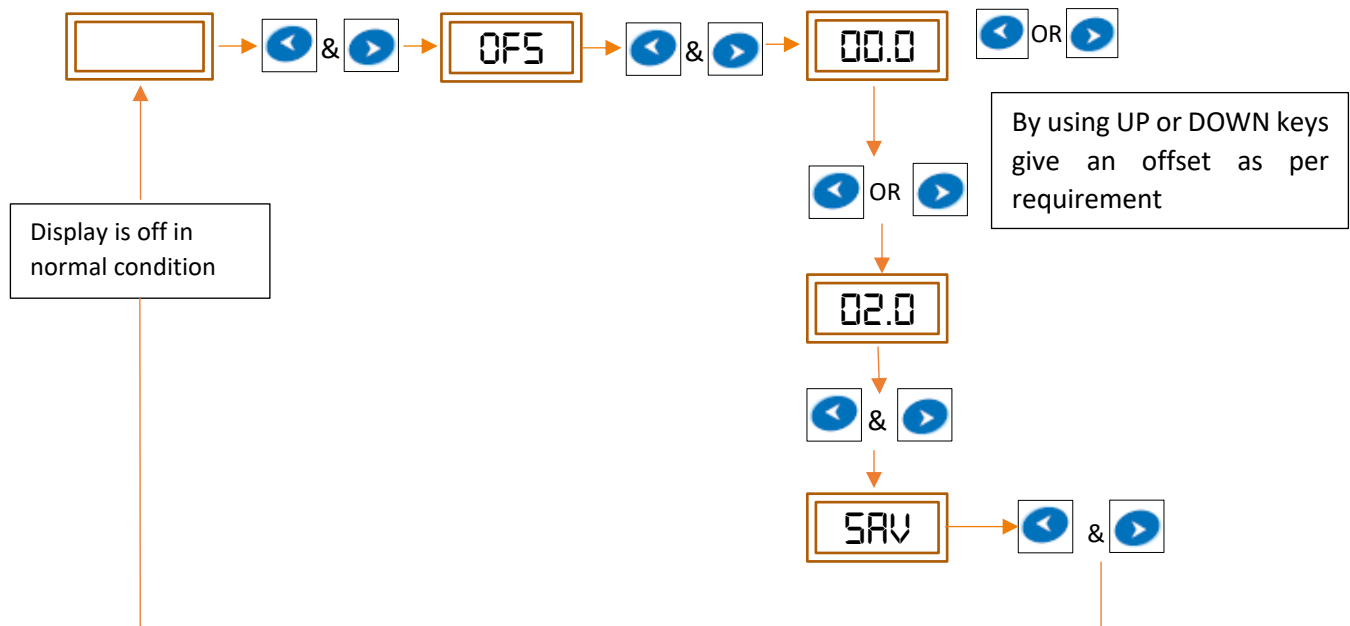 &
OFS
&
00.0
OR
By using UP or DOWN keys
give an offset as per
requirement
OR
Display is off in
normal condition
02.0
&
SAV
&